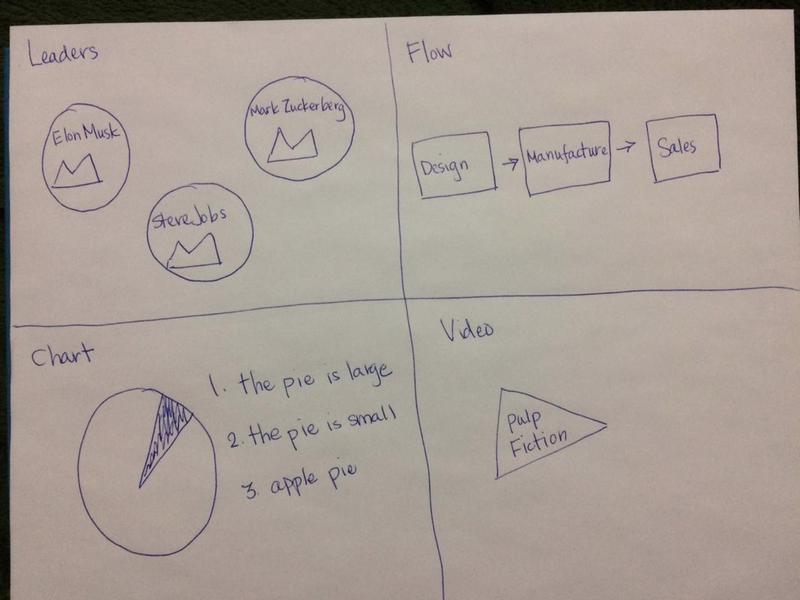 Leaders
Elon Musk
Mark Zuckerberg
Steve Jobs
Flow
Design
Manufacture
Sales
Chart
1. the pie is large
2. the pie is small
3. apple pie
Video
Pulp
Fiction